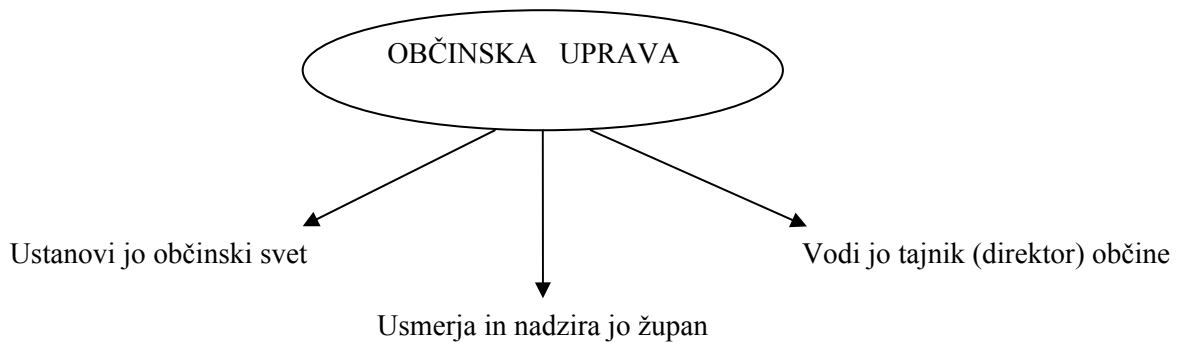 OBČINSKA UPRAVA
Ustanovi jo občinski svet
Vodi jo tajnik (direktor) občine
Usmerja in nadzira jo župan